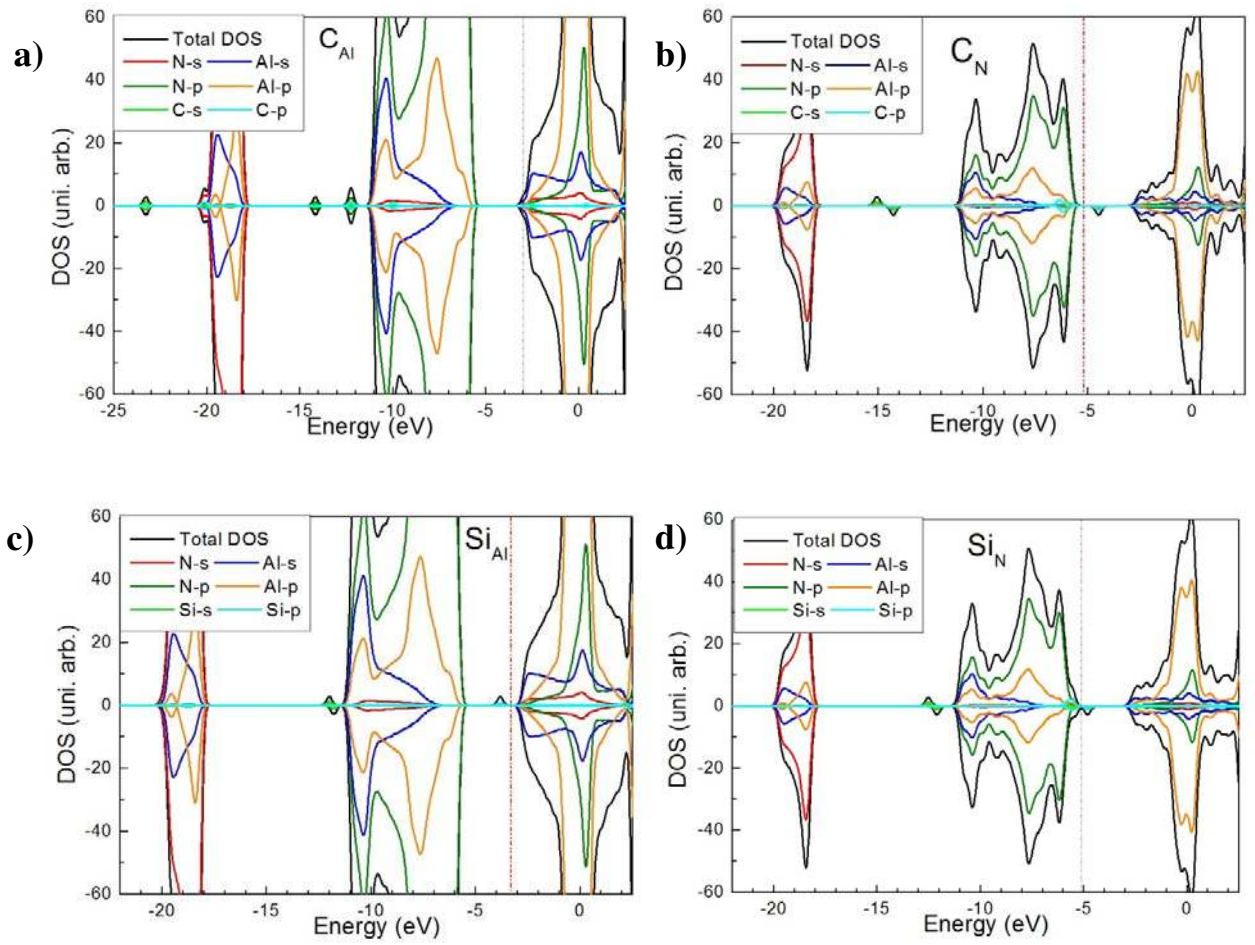 a)
60
40
20
0
-20
-40
-60
DOS (uni. arb.)
Total DOS
N-s Al-s
N-p Al-p
C-s C-p
C_Al
-25 -20 -15 -10 -5 0
Energy (eV)
b)
60
40
20
0
-20
-40
-60
DOS (uni. arb.)
Total DOS
N-s Al-s
N-p Al-p
C-s C-p
C_N
-20 -15 -10 -5 0
Energy (eV)
c)
60
40
20
0
-20
-40
-60
DOS (uni. arb.)
Total DOS
N-s Al-s
N-p Al-p
Si-s Si-p
Si_Al
-20 -15 -10 -5 0
Energy (eV)
d)
60
40
20
0
-20
-40
-60
DOS (uni. arb.)
Total DOS
N-s Al-s
N-p Al-p
Si-s Si-p
Si_N
-20 -15 -10 -5 0
Energy (eV)